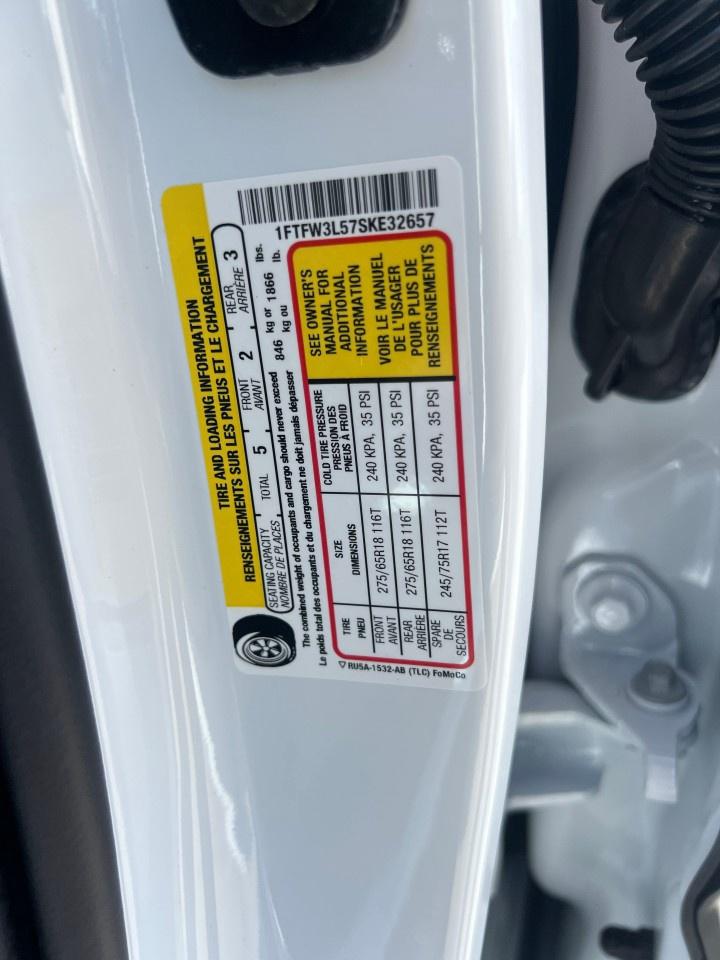 1FTFW3L57SKE32657
TIRE AND LOADING INFORMATION
RENSEIGNEMENTS SUR LES PNEUS ET LE CHARGEMENT
SEATING CAPACITY TOTAL 5 FRONT 2 REAR 3
NOMBRE DE PLACES AVANT ARRIÈRE
The combined weight of occupants and cargo should never exceed 846 kg or 1866 lbs.
Le poids total des occupants et du chargement ne doit jamais dépasser kg ou lb.
TIRE SIZE COLD TIRE PRESSURE
PNEU DIMENSIONS PRESSION DES
PNEUS À FROID
FRONT 275/65R18 116T 240 KPA, 35 PSI
AVANT
REAR 275/65R18 116T 240 KPA, 35 PSI
ARRIÈRE
SPARE 245/75R17 112T 240 KPA, 35 PSI
DE
SECOURS
SEE OWNER'S
MANUAL FOR
ADDITIONAL
INFORMATION
VOIR LE MANUEL
DE L'USAGER
POUR PLUS DE
RENSEIGNEMENTS
RU5A-1532-AB (TLC) FoMoCo